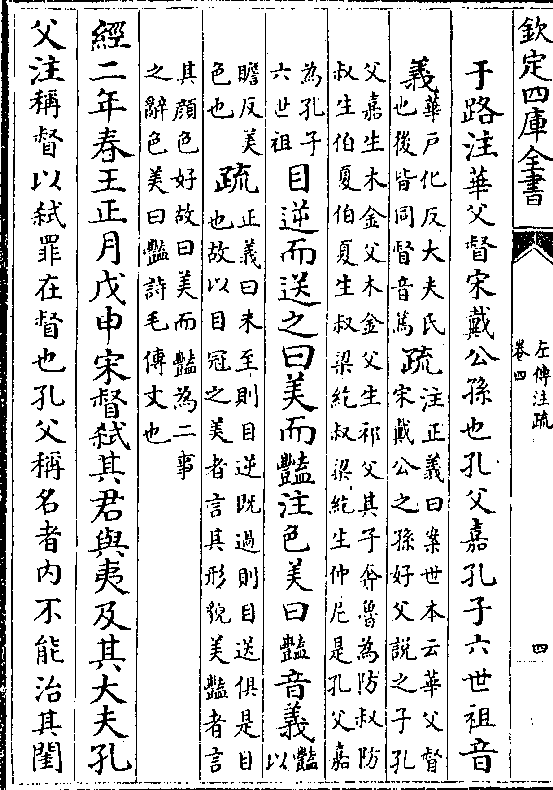 欽定四庫全書
左傳注疏
卷四
四
于路注華父督宋戴公孫也孔父嘉孔子六世祖音
義華戶化反大夫氏
也後皆同督音篤
疏注正義曰案世本云華父督
宋戴公之孫好父說之子孔
父嘉生木金父木金父生祁父其子奔魯為防叔防
叔生伯夏伯夏生叔梁紇叔梁紇生仲尼是孔父嘉
為孔子
六世祖
目逆而送之曰美而豔注色美曰豔音義豔
以
贍反美
色也
疏正義曰未至則目逆既過則目送俱是目
也故以目冠之美者言其形貌美豔者言
其顏色好故曰美而豔為二事
之辭色美曰豔詩毛傳文也
經二年春王正月戊申宋督弒其君與夷及其大夫孔
父注稱督以弒罪在督也孔父稱名者內不能治其閨